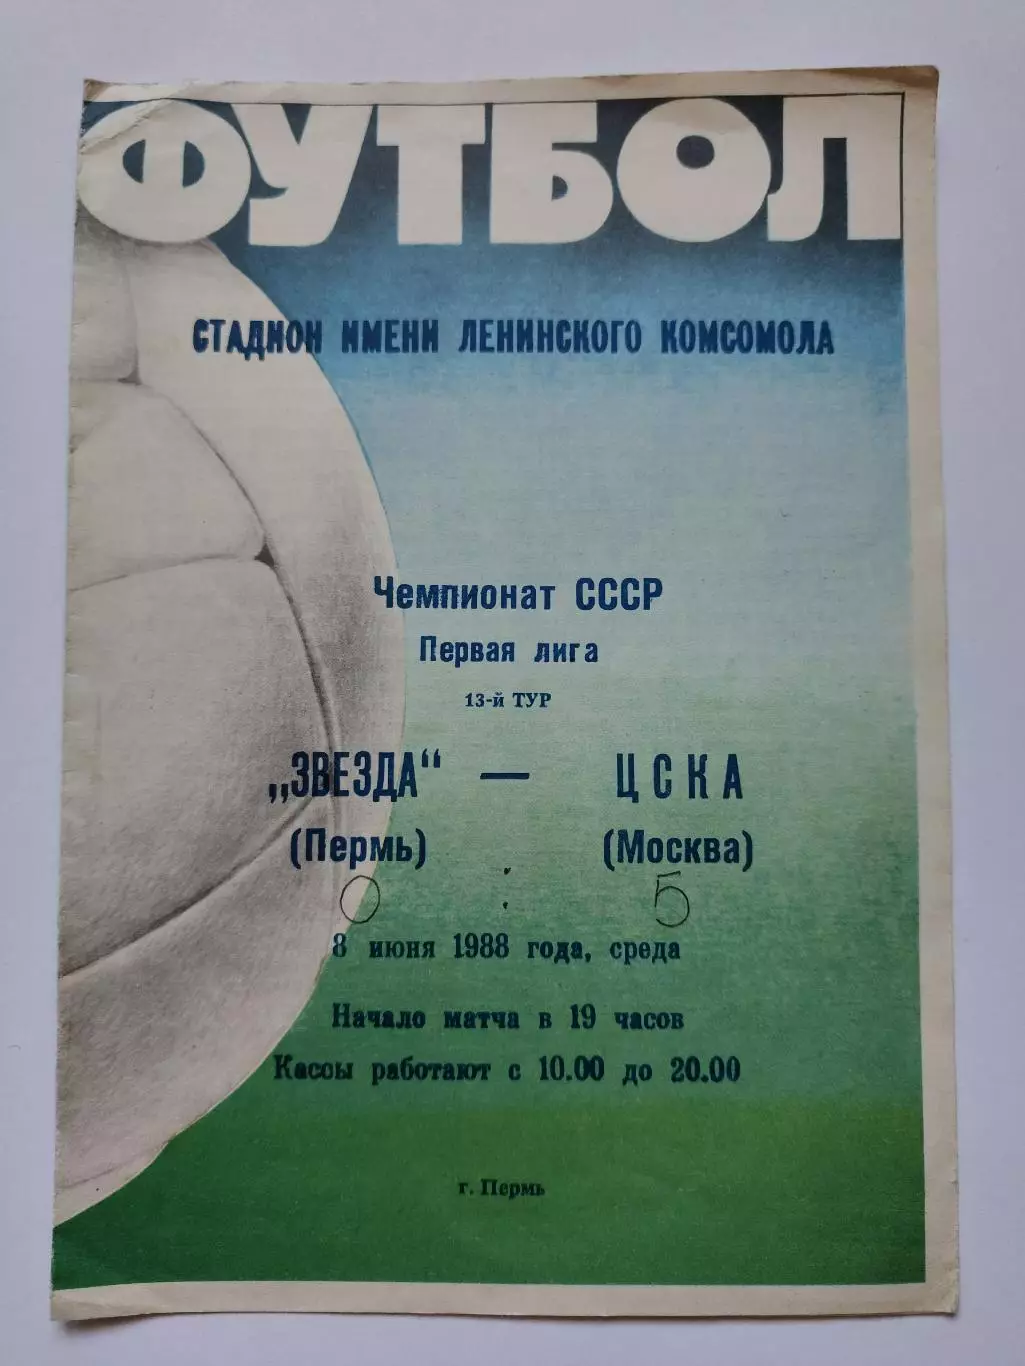 ФУТБОЛ
СТАДИОН ИМЕНИ ЛЕНИНСКОГО КОМСОМОЛА
Чемпионат СССР
Первая лига
13-й ТУР
„ЗВЕЗДА“ — ЦСКА
(Пермь) (Москва)
0 : 5
8 июня 1988 года, среда
Начало матча в 19 часов
Кассы работают с 10.00 до 20.00
г. Пермь